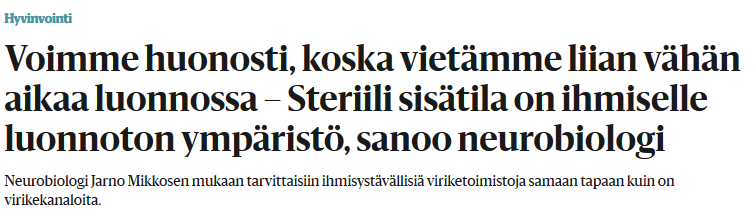 Hyvinvointi
Voimme huonosti, koska vietämme liian vähän
aikaa luonnossa – Steriili sisätila on ihmiselle
luonnoton ympäristö, sanoo neurobiologi
Neurobiologi Jarno Mikkosen mukaan tarvittaisiin ihmisystävällisiä viriketoimistoja samaan tapaan kuin on
virikekanaloita.